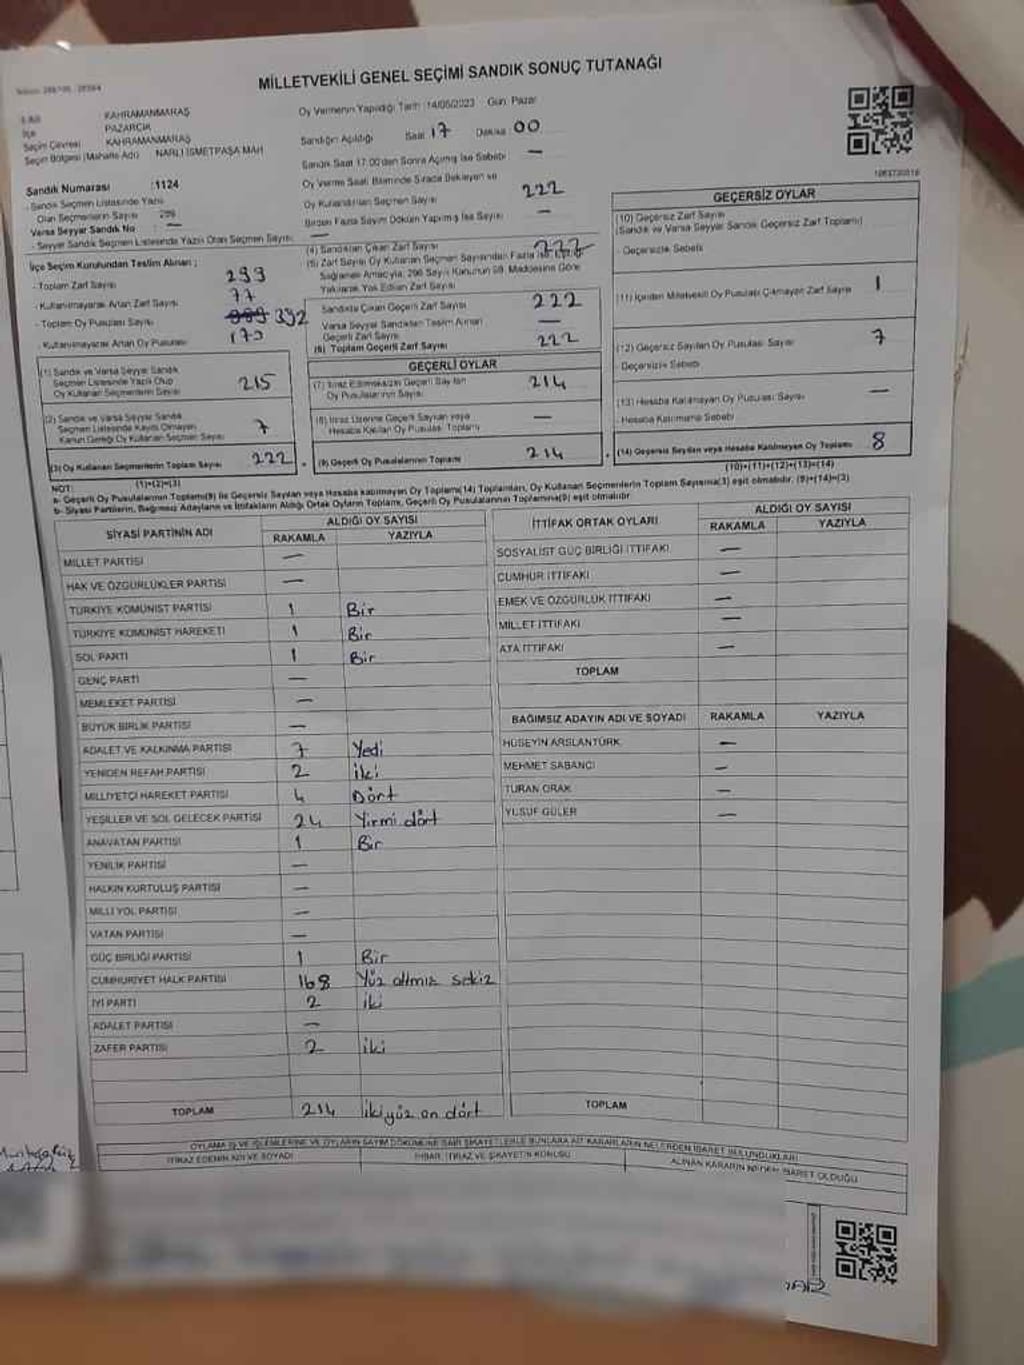 MİLLETVEKİLİ GENEL SEÇİMİ SANDIK SONUÇ TUTANAĞI
KAHRAMANMARAŞ
İlçe PAZARCIK
Seçim Çevresi KAHRAMANMARAŞ
Seçim Bölgesi (Mahalle Adı) NARLI İSMETPAŞA MAH
Sandık Numarası :1124
- Sandık Seçmen Listesinde Yazılı
Olan Seçmenlerin Sayısı
Varsa Seyyar Sandık No : —
- Seyyar Sandık Seçmen Listesinde Yazılı Olan Seçmen Sayısı: —
Oy Vermenin Yapıldığı Tarih :14/05/2023 Gün: Pazar
Sandığın Açıldığı Saat 17 Dakika 00
Sandık Saat 17:00'den Sonra Açılmış İse Sebebi —
Oy Verme Saati Bitiminde Sırada Bekleyen ve
Oy Kullandırılan Seçmen Sayısı 222
Birden Fazla Sayım Döküm Yapılmış İse Sayısı —
İlçe Seçim Kurulundan Teslim Alınan ;
- Toplam Zarf Sayısı 299
- Kullanılmayarak Artan Zarf Sayısı 77
- Toplam Oy Pusulası Sayısı 392
- Kullanılmayarak Artan Oy Pusulası 170
(4) Sandıktan Çıkan Zarf Sayısı 222
(5) Zarf Sayısı Oy Kullanan Seçmen Sayısından Fazla İse, Eşitliği
Sağlamak Amacıyla, 298 Sayılı Kanunun 98. Maddesine Göre
Yakılarak Yok Edilen Zarf Sayısı
Sandıkta Çıkan Geçerli Zarf Sayısı 222
Varsa Seyyar Sandıktan Teslim Alınan
Geçerli Zarf Sayısı —
(6) Toplam Geçerli Zarf Sayısı 222
(1) Sandık ve Varsa Seyyar Sandık
Seçmen Listesinde Yazılı Olup
Oy Kullanan Seçmenlerin Sayısı 215
(2) Sandık ve Varsa Seyyar Sandık
Seçmen Listesinde Kaydı Olmayan
Kanun Gereği Oy Kullanan Seçmen Sayısı 7
(3) Oy Kullanan Seçmenlerin Toplam Sayısı 222
(1)+(2)=(3)
GEÇERLİ OYLAR
(7) İtiraz Edilmeksizin Geçerli Sayılan
Oy Pusulalarının Sayısı 214
(8) İtiraz Üzerine Geçerli Sayılan veya
Hesaba Katılan Oy Pusulası Toplamı —
(9) Geçerli Oy Pusulalarının Toplamı 214
GEÇERSİZ OYLAR
(10) Geçersiz Zarf Sayısı
(Sandık ve Varsa Seyyar Sandık Geçersiz Zarf Toplamı)
- Geçersizlik Sebebi
(11) İçinden Milletvekili Oy Pusulası Çıkmayan Zarf Sayısı 1
(12) Geçersiz Sayılan Oy Pusulası Sayısı 7
- Geçersizlik Sebebi
(13) Hesaba Katılmayan Oy Pusulası Sayısı —
- Hesaba Katılmama Sebebi
(14) Geçersiz Sayılan veya Hesaba Katılmayan Oy Toplamı 8
(10)+(11)+(12)+(13)=(14)
NOT:
a- Geçerli Oy Pusulalarının Toplamı(9) ile Geçersiz Sayılan veya Hesaba katılmayan Oy Toplamı(14) Toplamları, Oy Kullanan Seçmenlerin Toplam Sayısına(3) eşit olmalıdır. (9)+(14)=(3)
b- Siyasi Partilerin, Bağımsız Adayların ve İttifakların Aldığı Ortak Oyların Toplamı, Geçerli Oy Pusulalarının Toplamına(9) eşit olmalıdır.
SİYASİ PARTİNİN ADI ALDIĞI OY SAYISI
RAKAMLA YAZIYLA
MİLLET PARTİSİ —
HAK VE ÖZGÜRLÜKLER PARTİSİ —
TÜRKİYE KOMÜNİST PARTİSİ 1 Bir
TÜRKİYE KOMÜNİST HAREKETİ 1 Bir
SOL PARTİ 1 Bir
GENÇ PARTİ —
MEMLEKET PARTİSİ —
BÜYÜK BİRLİK PARTİSİ —
ADALET VE KALKINMA PARTİSİ 7 Yedi
YENİDEN REFAH PARTİSİ 2 İki
MİLLİYETÇİ HAREKET PARTİSİ 4 Dört
YEŞİLLER VE SOL GELECEK PARTİSİ 24 Yirmi dört
ANAVATAN PARTİSİ 1 Bir
YENİLİK PARTİSİ —
HALKIN KURTULUŞ PARTİSİ —
MİLLİ YOL PARTİSİ —
VATAN PARTİSİ —
GÜÇ BİRLİĞİ PARTİSİ 1 Bir
CUMHURİYET HALK PARTİSİ 168 Yüz altmış sekiz
İYİ PARTİ 2 iki
ADALET PARTİSİ —
ZAFER PARTİSİ 2 iki
TOPLAM 214 ikiyüz on dört
İTTİFAK ORTAK OYLARI ALDIĞI OY SAYISI
RAKAMLA YAZIYLA
SOSYALİST GÜÇ BİRLİĞİ İTTİFAKI —
CUMHUR İTTİFAKI —
EMEK VE ÖZGÜRLÜK İTTİFAKI —
MİLLET İTTİFAKI —
ATA İTTİFAKI —
TOPLAM
BAĞIMSIZ ADAYIN ADI VE SOYADI RAKAMLA YAZIYLA
HÜSEYİN ARSLANTÜRK —
MEHMET SABANCI —
TURAN ORAK —
YUSUF GÜLER —
TOPLAM
OYLAMA İŞ VE İŞLEMLERİNE VE OYLARIN SAYIM DÖKÜMÜNE DAİR ŞİKAYETLERLE BUNLARA AİT KARARLARIN NELERDEN İBARET BULUNDUKLARI
İTİRAZ EDENİN ADI VE SOYADI İHBAR, İTİRAZ VE ŞİKAYETİN KONUSU ALINAN KARARIN NEDEN İBARET OLDUĞU